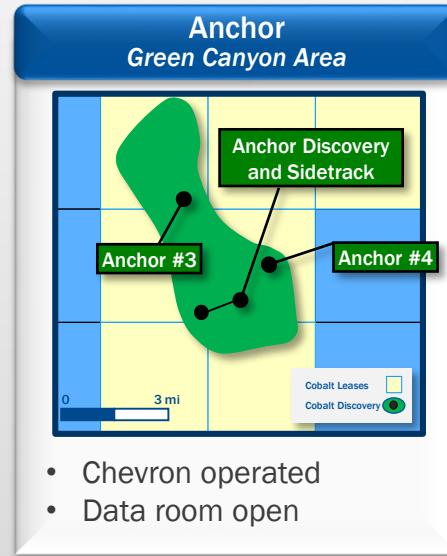 Anchor
Green Canyon Area
Anchor Discovery
and Sidetrack
Anchor #3
Anchor #4
0 3 mi
Cobalt Leases
Cobalt Discovery
• Chevron operated
• Data room open